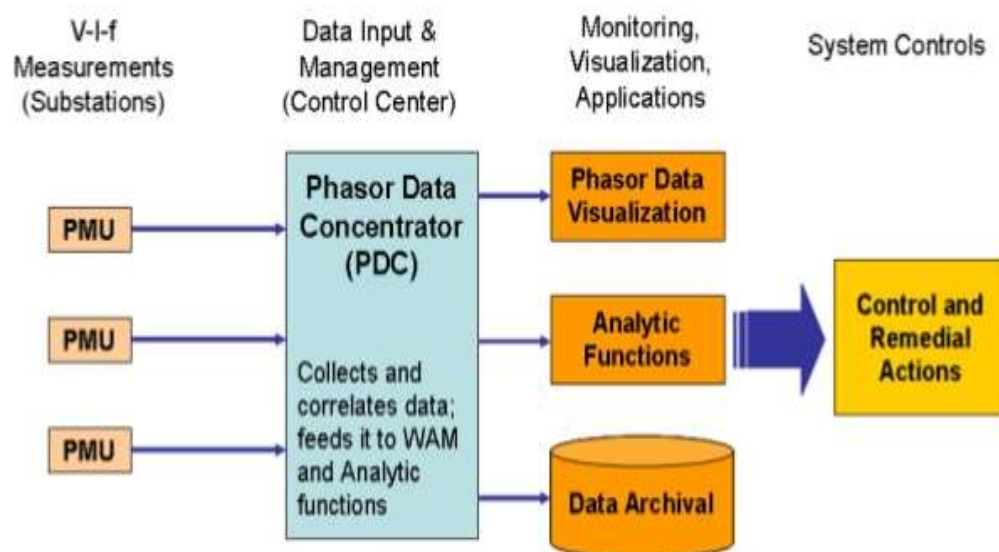 V-I-f
Measurements
(Substations)
Data Input &
Management
(Control Center)
Monitoring,
Visualization,
Applications
System Controls
PMU
PMU
PMU
Phasor Data
Concentrator
(PDC)
Collects and
correlates data;
feeds it to WAM
and Analytic
functions
Phasor Data
Visualization
Analytic
Functions
Data Archival
Control and
Remedial
Actions